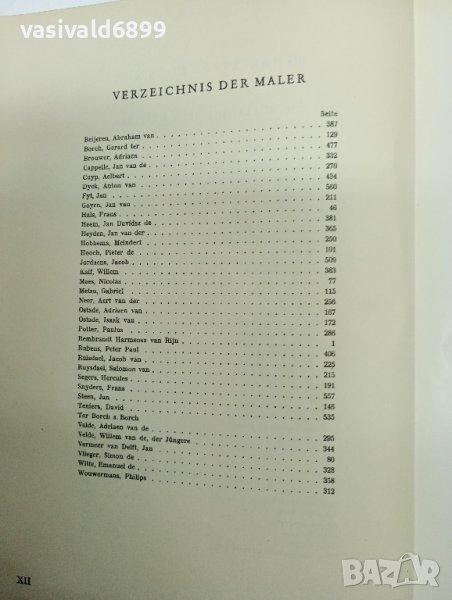 vasivald6899
VERZEICHNIS DER MALER
Seite
Beijeren, Abraham van . . . . . . . . . . 387
Borch, Gerard ter . . . . . . . . . . 129
Brouwer, Adriaen . . . . . . . . . . 477
Cappelle, Jan van de . . . . . . . . . . 332
Cuyp, Aelbert . . . . . . . . . . 270
Dyck, Anton van . . . . . . . . . . 434
Fyt, Jan . . . . . . . . . . 560
Goyen, Jan van . . . . . . . . . . 211
Hals, Frans . . . . . . . . . . 46
Heem, Jan Davidsz de . . . . . . . . . . 381
Heyden, Jan van der . . . . . . . . . . 365
Hobbema, Meindert . . . . . . . . . . 250
Hooch, Pieter de . . . . . . . . . . 101
Jordaens, Jacob . . . . . . . . . . 509
Kalf, Willem . . . . . . . . . . 383
Maes, Nicolas . . . . . . . . . . 77
Metsu, Gabriel . . . . . . . . . . 115
Neer, Aert van der . . . . . . . . . . 256
Ostade, Adriaen van . . . . . . . . . . 167
Ostade, Isaak van . . . . . . . . . . 172
Potter, Paulus . . . . . . . . . . 286
Rembrandt Harmensz van Rijn . . . . . . . . . . 1
Rubens, Peter Paul . . . . . . . . . . 406
Ruisdael, Jacob van . . . . . . . . . . 225
Ruysdael, Salomon van . . . . . . . . . . 215
Segers, Hercules . . . . . . . . . . 191
Snyders, Frans . . . . . . . . . . 557
Steen, Jan . . . . . . . . . . 146
Teniers, David . . . . . . . . . . 535
Ter Borch s. Borch
Velde, Adriaen van de . . . . . . . . . . 295
Velde, Willem van de, der Jüngere . . . . . . . . . . 344
Vermeer van Delft, Jan . . . . . . . . . . 80
Vlieger, Simon de . . . . . . . . . . 328
Witte, Emanuel de . . . . . . . . . . 358
Wouwermans, Philips . . . . . . . . . . 312
XII
BAZAR